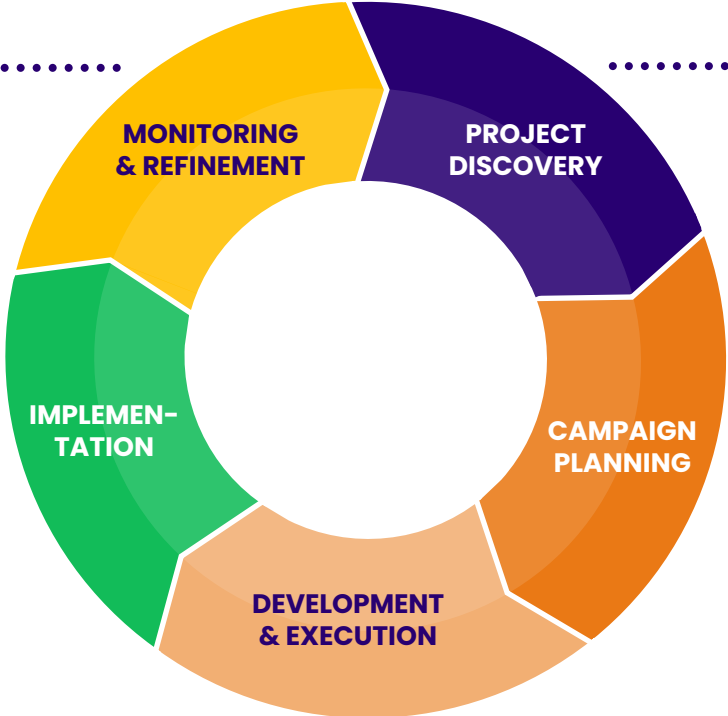 MONITORING
& REFINEMENT
PROJECT
DISCOVERY
CAMPAIGN
PLANNING
DEVELOPMENT
& EXECUTION
IMPLEMEN-
TATION